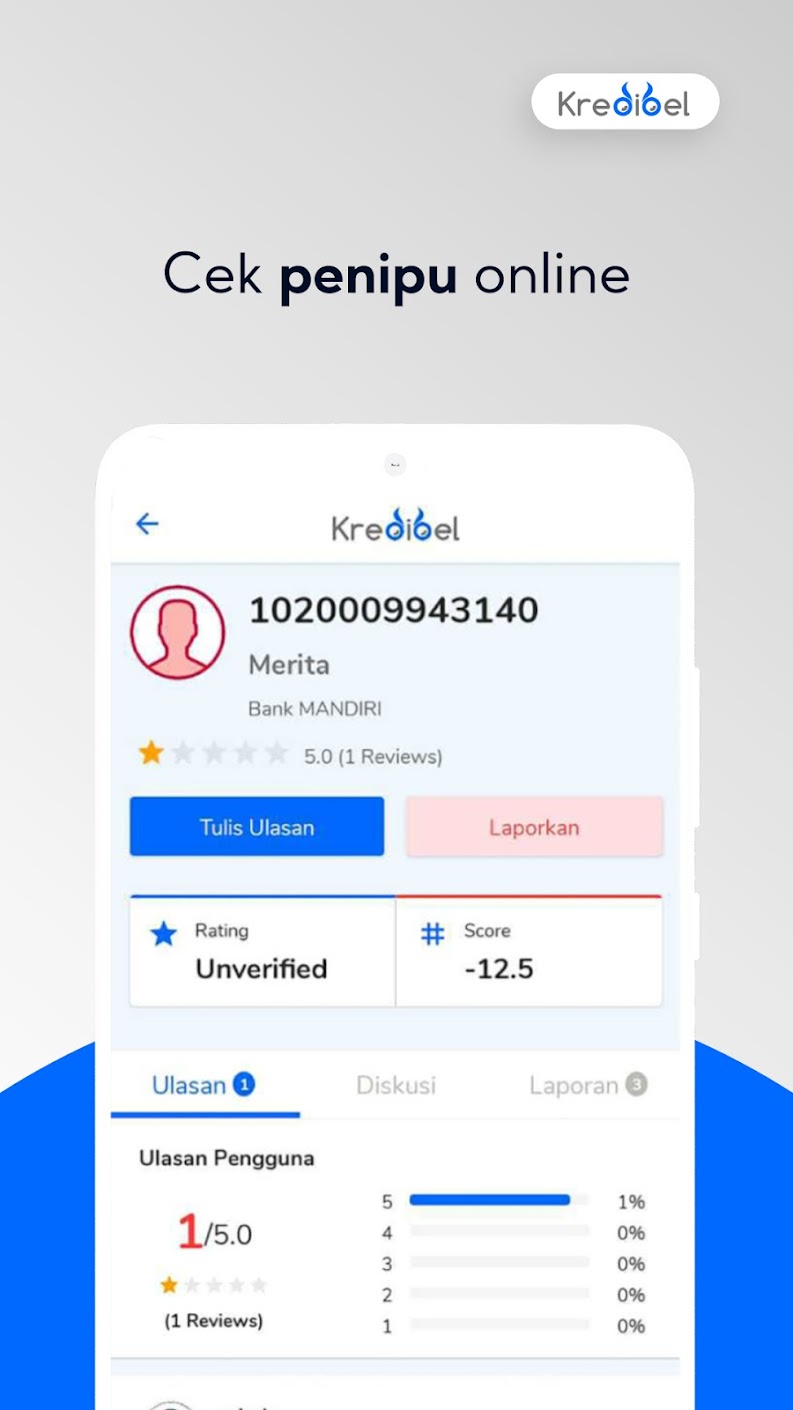 Kredibel
Cek penipu online
Kredibel
1020009943140
Merita
Bank MANDIRI
5.0 (1 Reviews)
Tulis Ulasan
Laporkan
Rating
Unverified
Score
-12.5
Ulasan 1
Diskusi
Laporan 3
Ulasan Pengguna
1/5.0
(1 Reviews)
5 1%
4 0%
3 0%
2 0%
1 0%